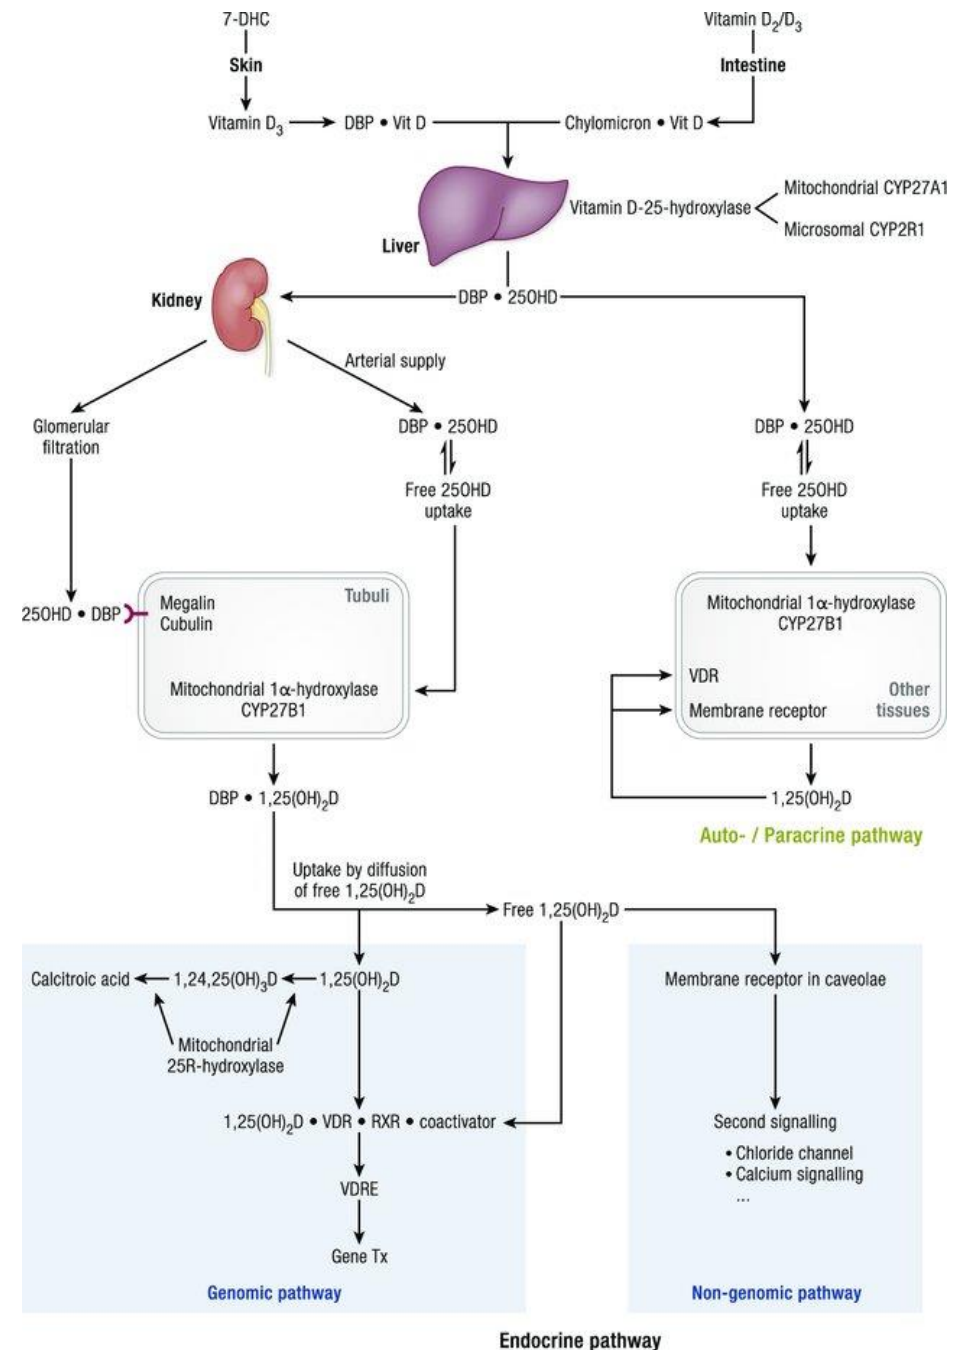 7-DHC
Vitamin D2/D3
Skin
Intestine
Vitamin D3
DBP • Vit D
Chylomicron • Vit D
Mitochondrial CYP27A1
Vitamin D-25-hydroxylase
Microsomal CYP2R1
Liver
Kidney
DBP • 25OHD
Arterial supply
Glomerular
filtration
DBP • 25OHD
DBP • 25OHD
Free 25OHD
uptake
Free 25OHD
uptake
25OHD • DBP
Megalin
Cubulin
Tubuli
Mitochondrial 1α-hydroxylase
CYP27B1
Mitochondrial 1α-hydroxylase
CYP27B1
VDR
Membrane receptor
Other
tissues
DBP • 1,25(OH)2D
1,25(OH)2D
Auto- / Paracrine pathway
Uptake by diffusion
of free 1,25(OH)2D
Free 1,25(OH)2D
Calcitroic acid
1,24,25(OH)3D
1,25(OH)2D
Mitochondrial
25R-hydroxylase
1,25(OH)2D • VDR • RXR • coactivator
VDRE
Gene Tx
Genomic pathway
Membrane receptor in caveolae
Second signalling
• Chloride channel
• Calcium signalling
...
Non-genomic pathway
Endocrine pathway